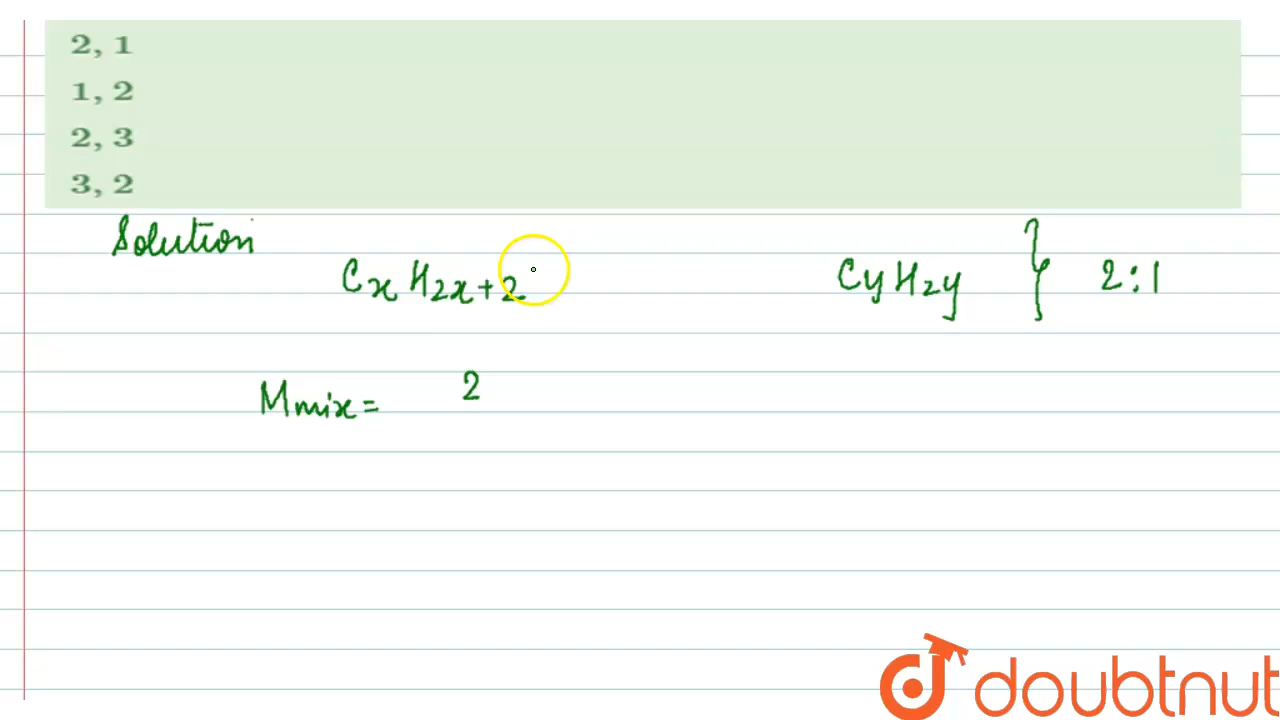 2, 1
1, 2
2, 3
3, 2
Solution
CxH2x+2 CyH2y } 2:1
Mmix = 2
doubtnut